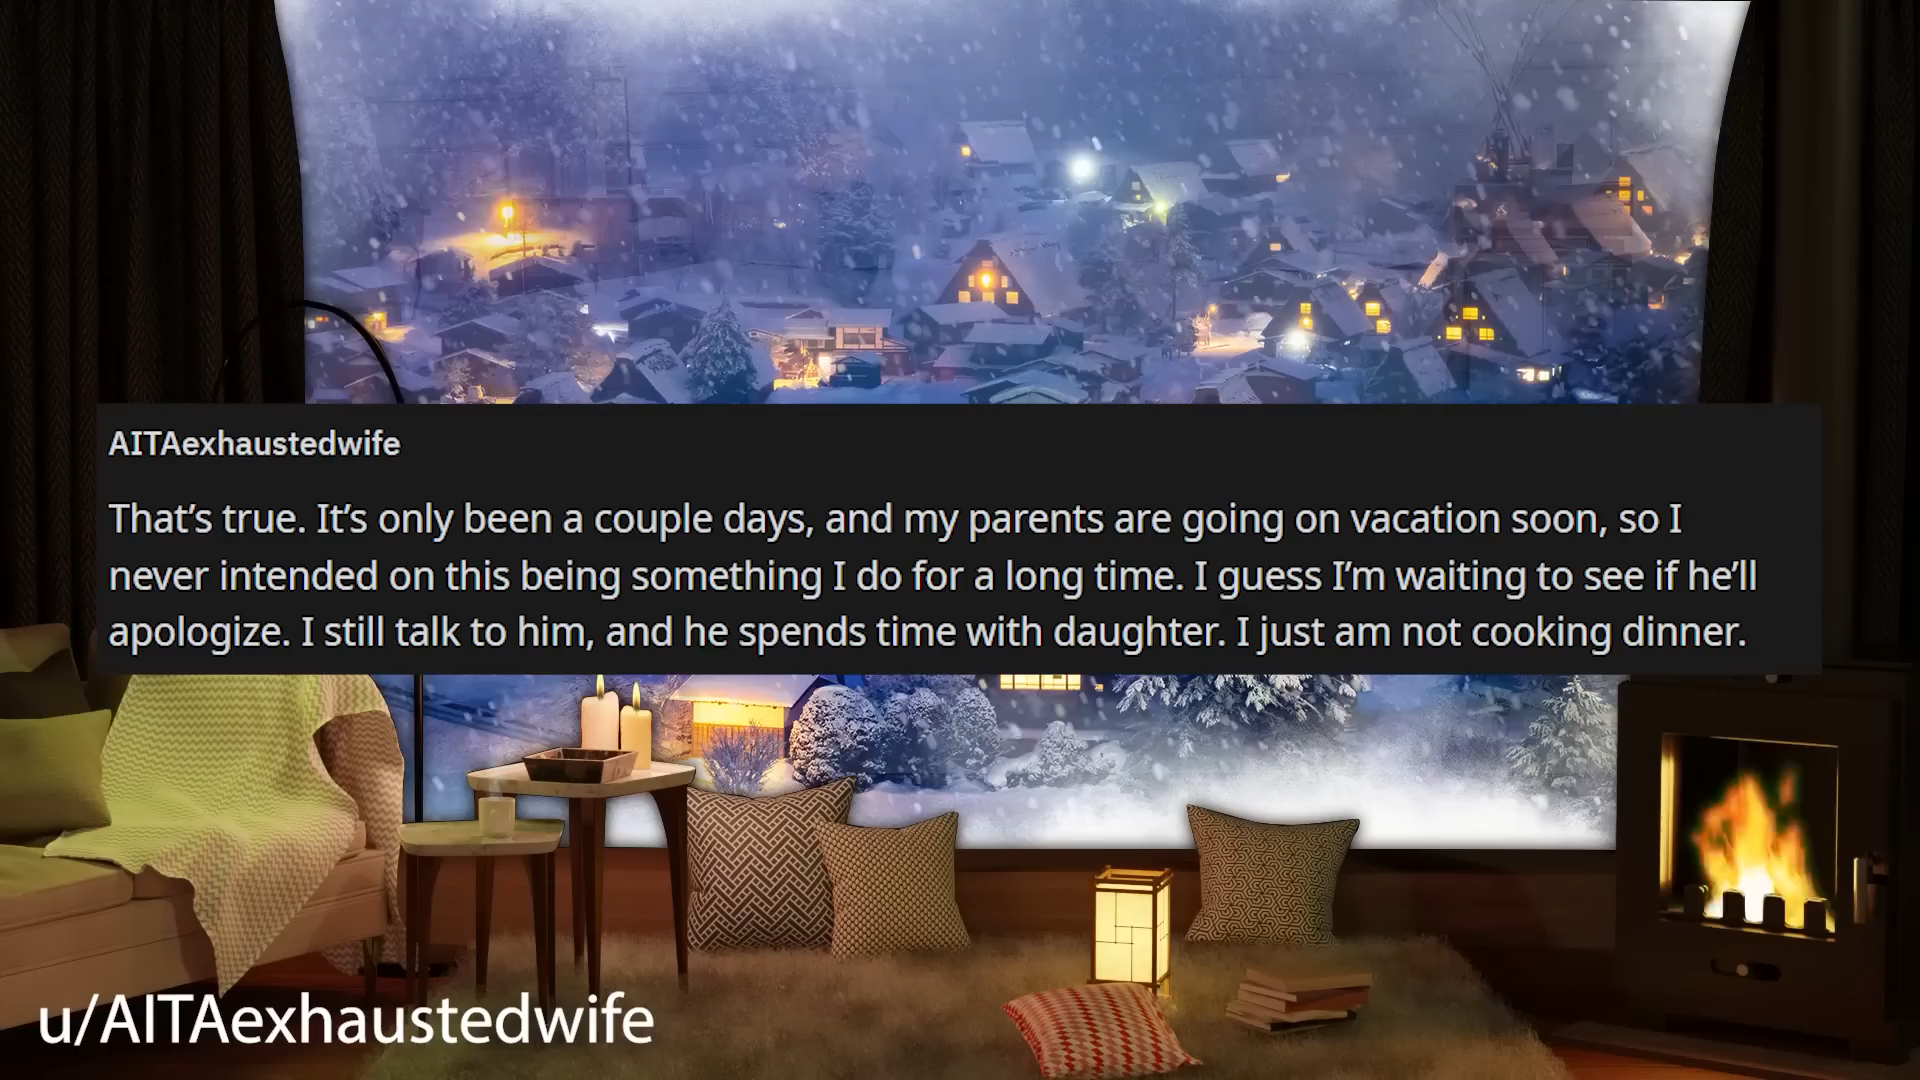 AITAexhaustedwife
That’s true. It’s only been a couple days, and my parents are going on vacation soon, so I
never intended on this being something I do for a long time. I guess I’m waiting to see if he’ll
apologize. I still talk to him, and he spends time with daughter. I just am not cooking dinner.
u/AITAexhaustedwife